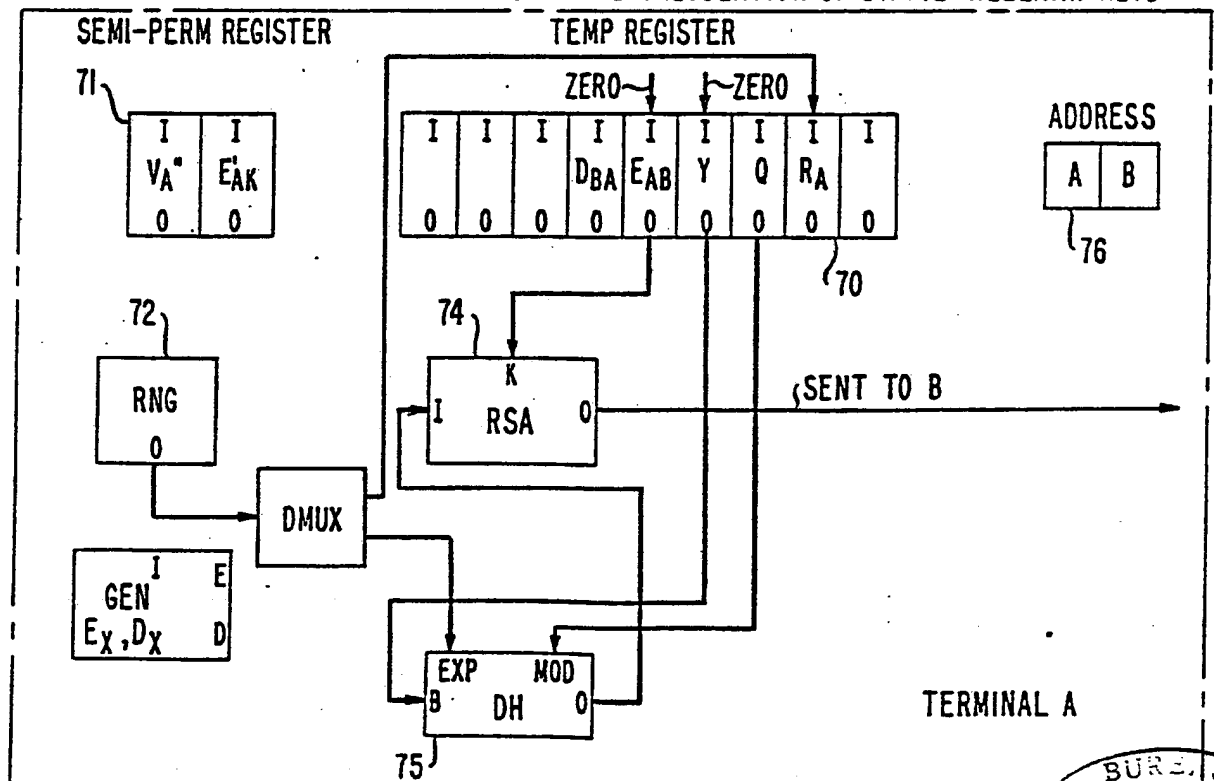 SEMI-PERM REGISTER
TEMP REGISTER
71
ZERO
ZERO
ADDRESS
I I
V_A" E'_AK
0 0
I I I I I I I I I
D_BA E_AB Y Q R_A
0 0 0 0 0 0 0 0 0
A B
76
70
72
74
RNG
0
K
I RSA 0
SENT TO B
DMUX
I E
GEN
E_X, D_X D
EXP MOD
B DH 0
75
TERMINAL A